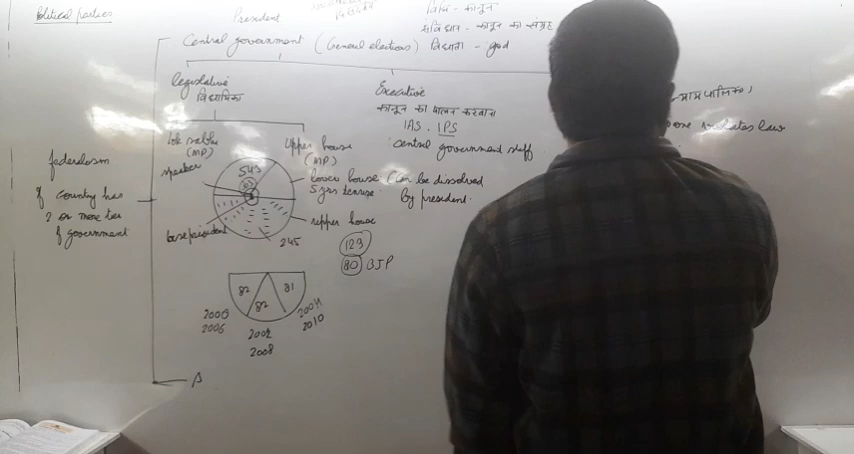 Political parties
President
विधि - कानून
संविधान - कानून का संग्रह
Central government (General elections) विधाता - god
legislative
विधायिका
Executive
कानून का पालन करवाना
IAS. IPS
central government staff
lok sabha
(MP)
upper house
(MP)
speaker
543
lower house (Can be dissolved
5 yrs tenure. by president.
upper house
245
123
80 BJP
federalism
If country has
2 or more tier
of government
82
82
81
2000
2006
2002
2008
2004
2010